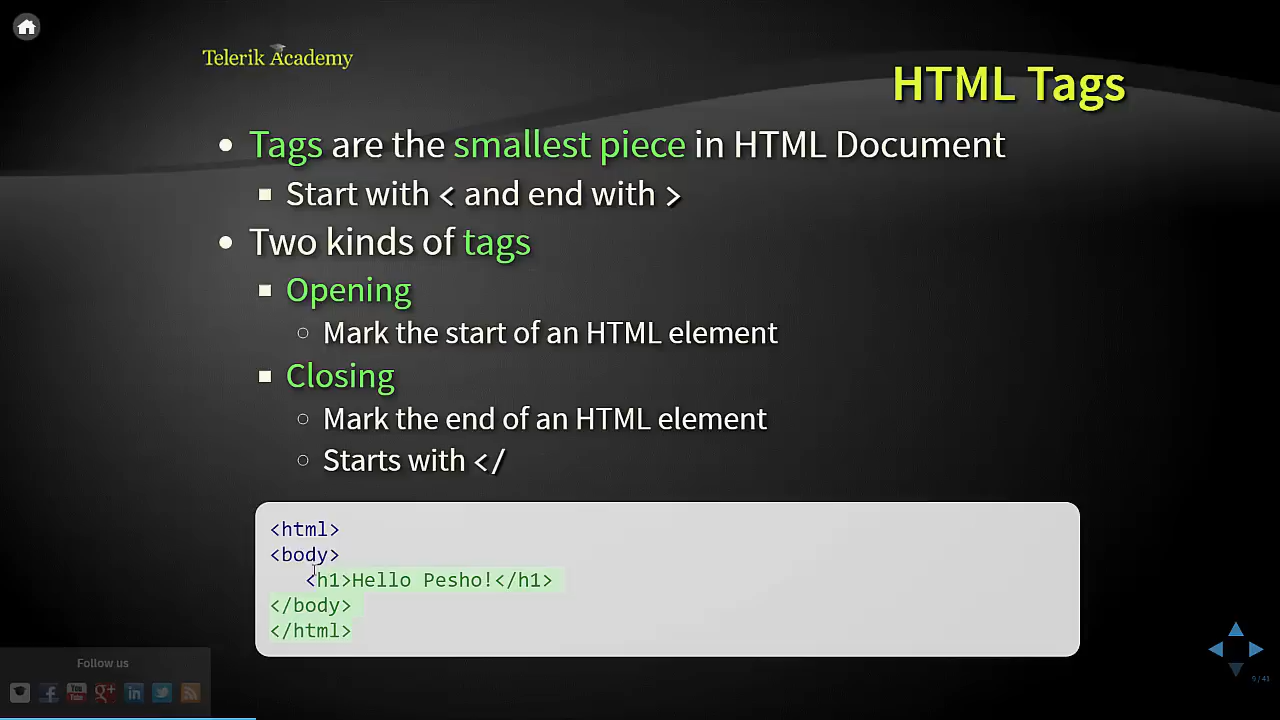 Telerik Academy
HTML Tags
Tags are the smallest piece in HTML Document
Start with < and end with >
Two kinds of tags
Opening
Mark the start of an HTML element
Closing
Mark the end of an HTML element
Starts with </
<html>
<body>
<h1>Hello Pesho!</h1>
</body>
</html>
Follow us
9 / 41